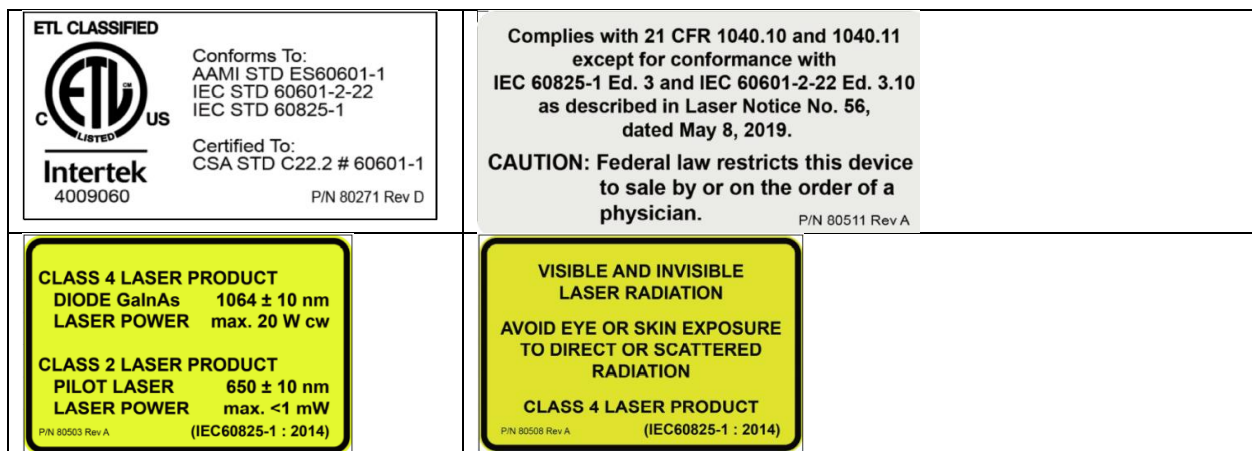 ETL CLASSIFIED
ETL
CM
C
US
LISTED
Intertek
4009060
Conforms To:
AAMI STD ES60601-1
IEC STD 60601-2-22
IEC STD 60825-1
Certified To:
CSA STD C22.2 # 60601-1
P/N 80271 Rev D
Complies with 21 CFR 1040.10 and 1040.11
except for conformance with
IEC 60825-1 Ed. 3 and IEC 60601-2-22 Ed. 3.10
as described in Laser Notice No. 56,
dated May 8, 2019.
CAUTION: Federal law restricts this device
to sale by or on the order of a
physician.
P/N 80511 Rev A
CLASS 4 LASER PRODUCT
DIODE GaInAs 1064 ± 10 nm
LASER POWER max. 20 W cw
CLASS 2 LASER PRODUCT
PILOT LASER 650 ± 10 nm
LASER POWER max. <1 mW
P/N 80503 Rev A (IEC60825-1 : 2014)
VISIBLE AND INVISIBLE
LASER RADIATION
AVOID EYE OR SKIN EXPOSURE
TO DIRECT OR SCATTERED
RADIATION
CLASS 4 LASER PRODUCT
P/N 80508 Rev A (IEC60825-1 : 2014)